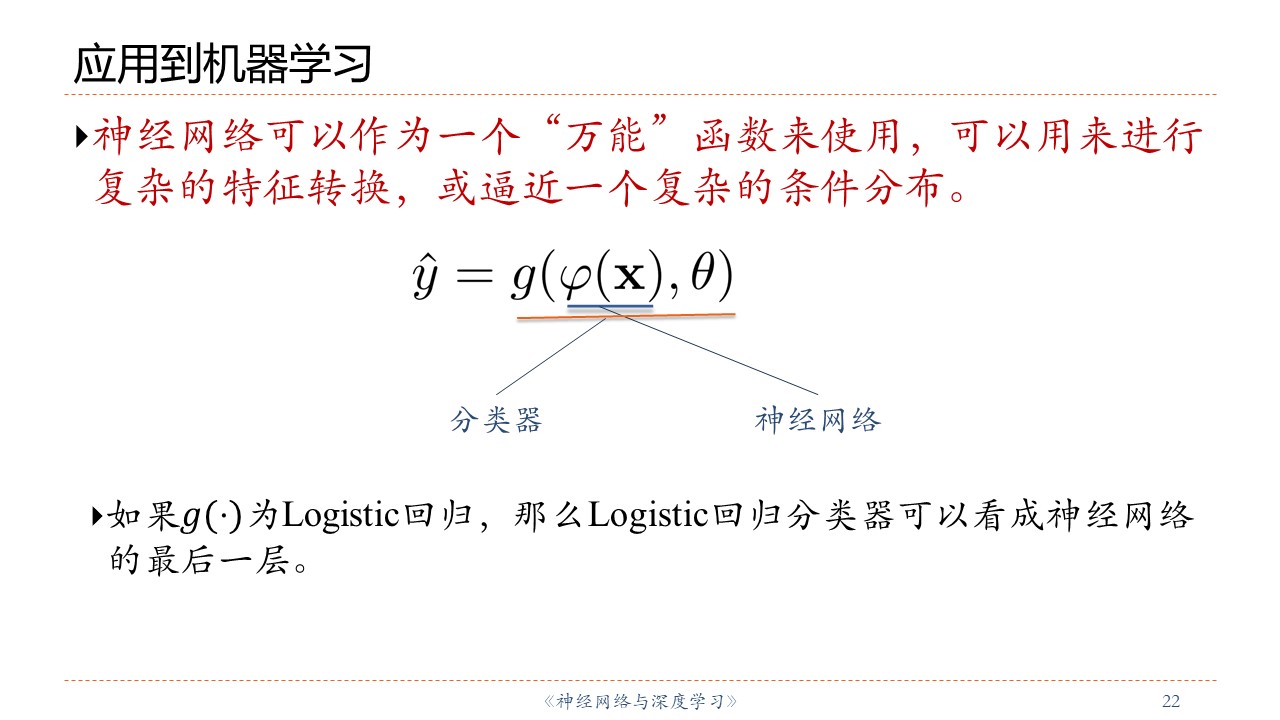 应用到机器学习
神经网络可以作为一个“万能”函数来使用，可以用来进行
复杂的特征转换，或逼近一个复杂的条件分布。
ŷ = g(φ(x), θ)
分类器 神经网络
如果g(·)为Logistic回归，那么Logistic回归分类器可以看成神经网络
的最后一层。
《神经网络与深度学习》 22